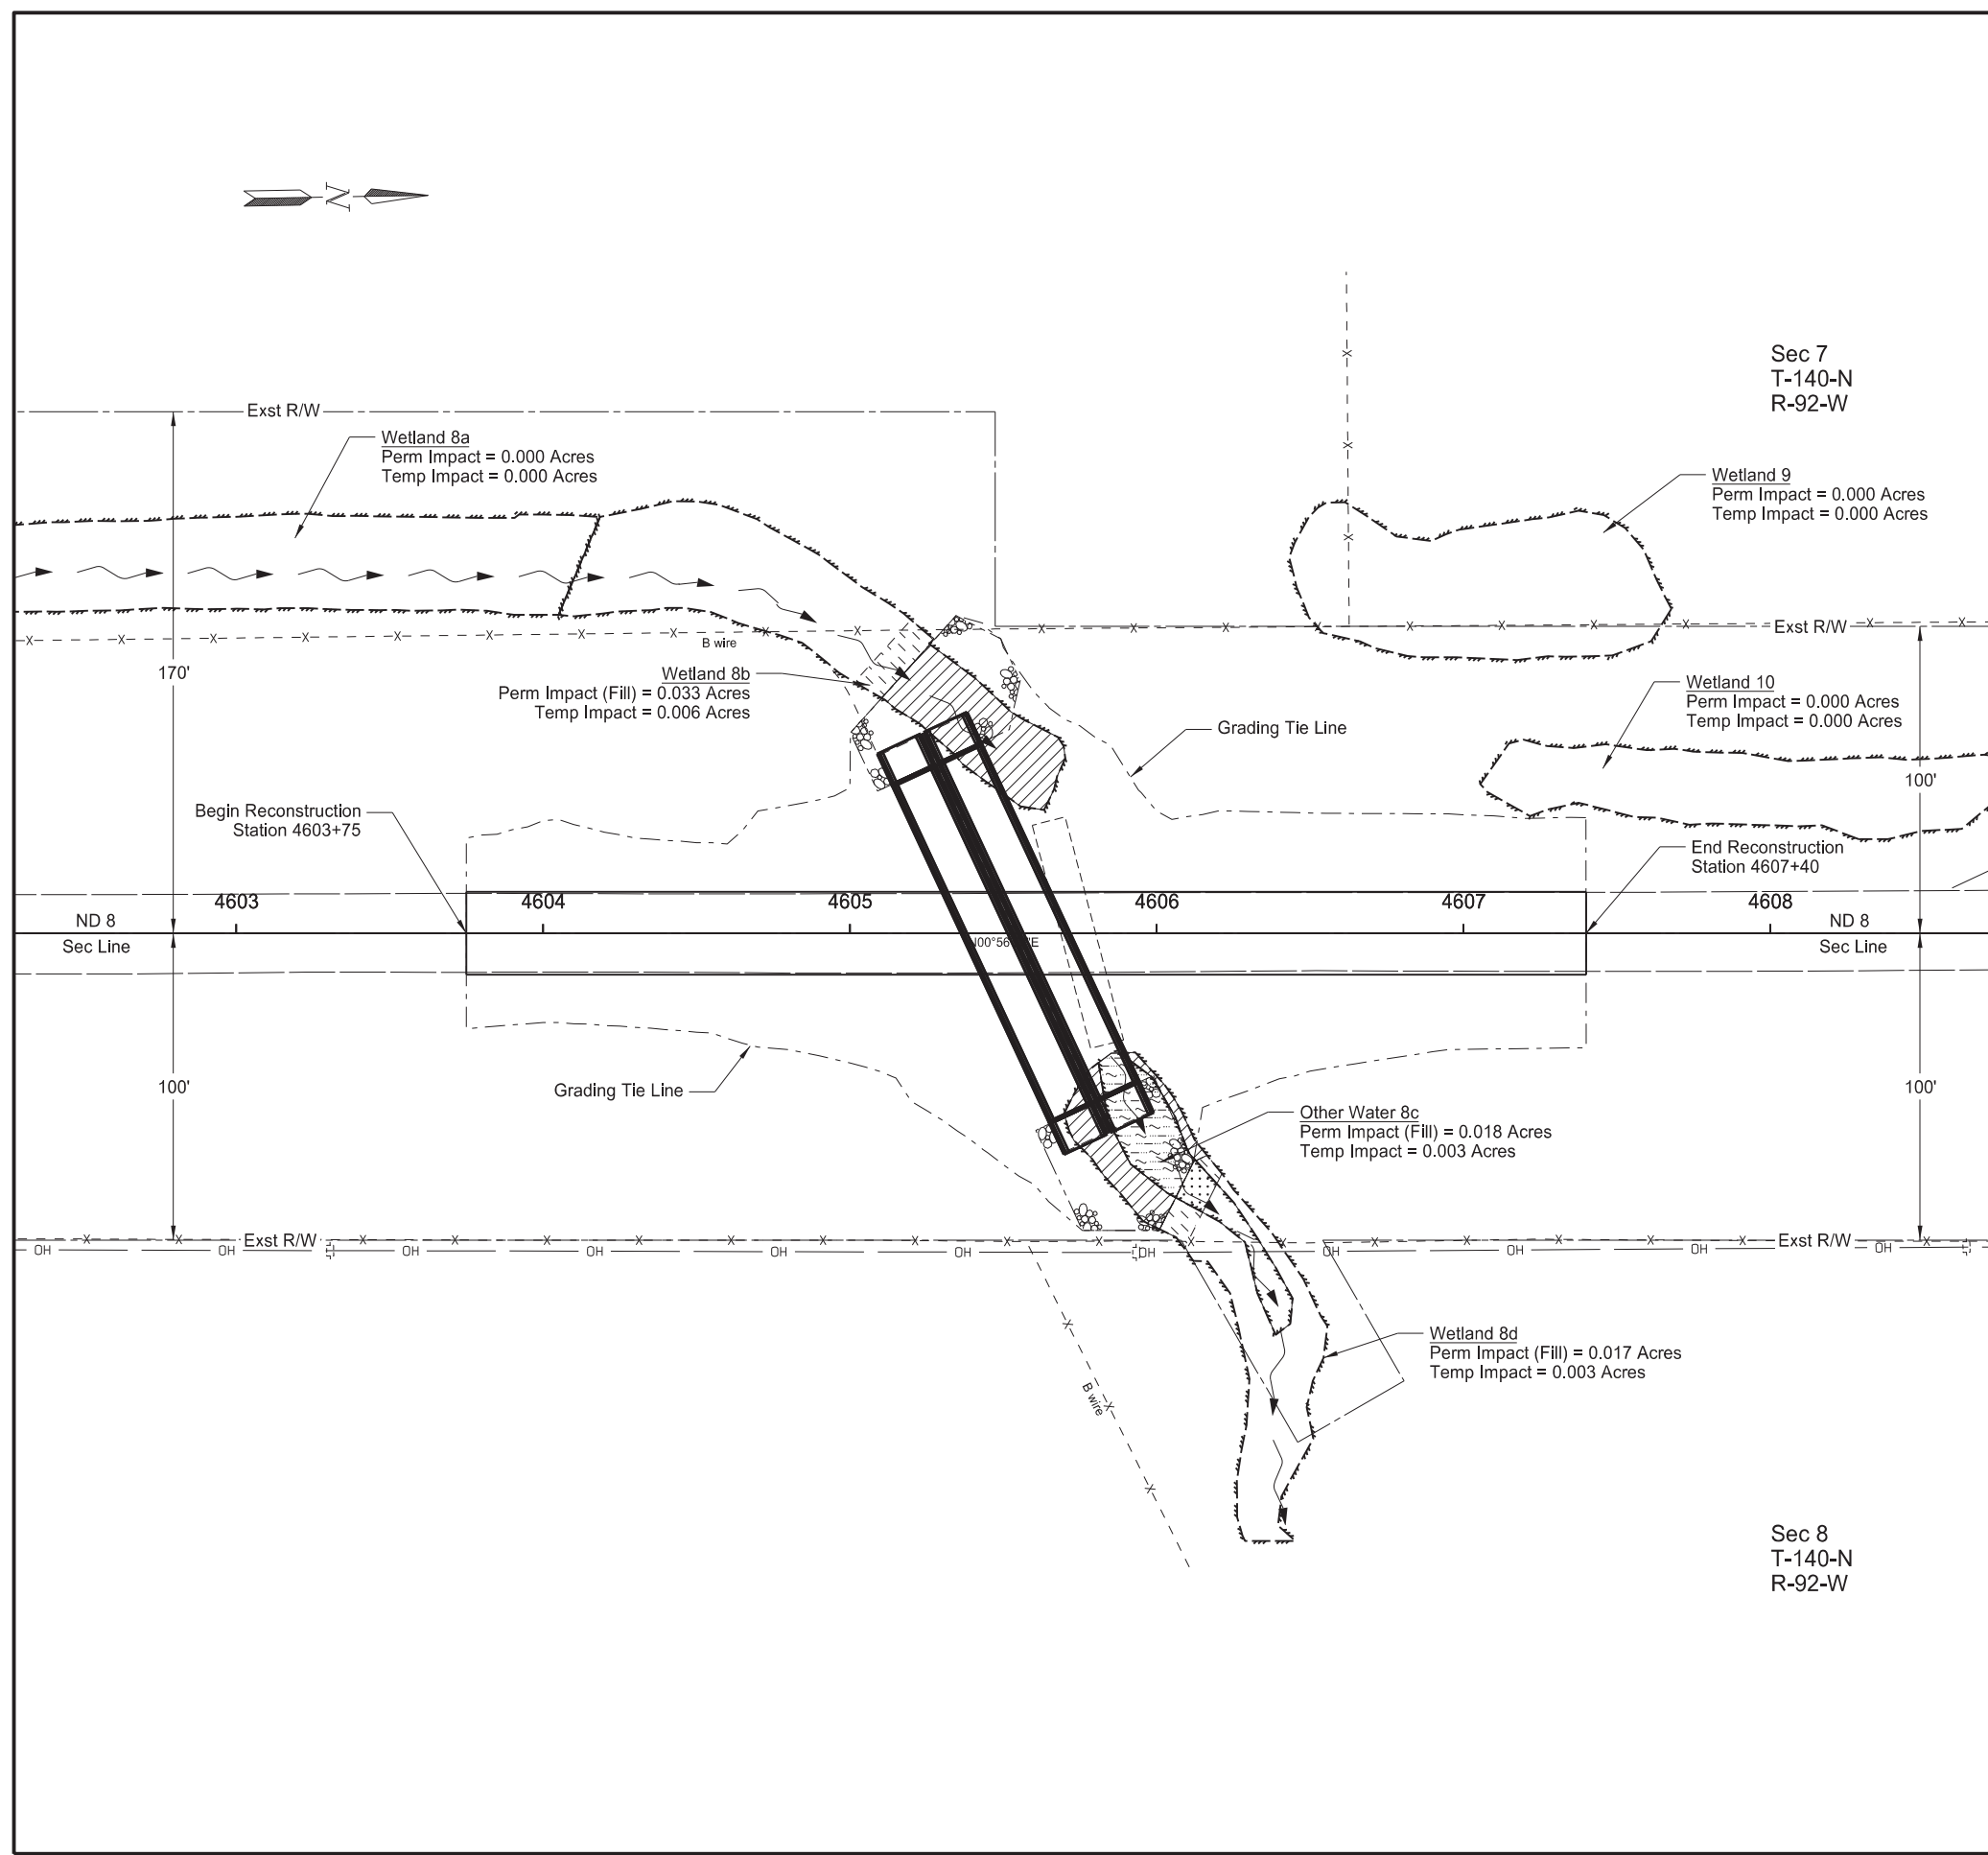 N
Sec 7
T-140-N
R-92-W
Exst R/W
Wetland 8a
Perm Impact = 0.000 Acres
Temp Impact = 0.000 Acres
Wetland 9
Perm Impact = 0.000 Acres
Temp Impact = 0.000 Acres
Exst R/W
B wire
170'
Wetland 8b
Perm Impact (Fill) = 0.033 Acres
Temp Impact = 0.006 Acres
Wetland 10
Perm Impact = 0.000 Acres
Temp Impact = 0.000 Acres
Grading Tie Line
100'
Begin Reconstruction
Station 4603+75
End Reconstruction
Station 4607+40
4603 4604 4605 4606 4607 4608
ND 8 ND 8
Sec Line Sec Line
100'
Grading Tie Line
100'
Other Water 8c
Perm Impact (Fill) = 0.018 Acres
Temp Impact = 0.003 Acres
Exst R/W Exst R/W
OH OH OH OH OH OH OH OH OH OH OH
Wetland 8d
Perm Impact (Fill) = 0.017 Acres
Temp Impact = 0.003 Acres
B wire
Sec 8
T-140-N
R-92-W